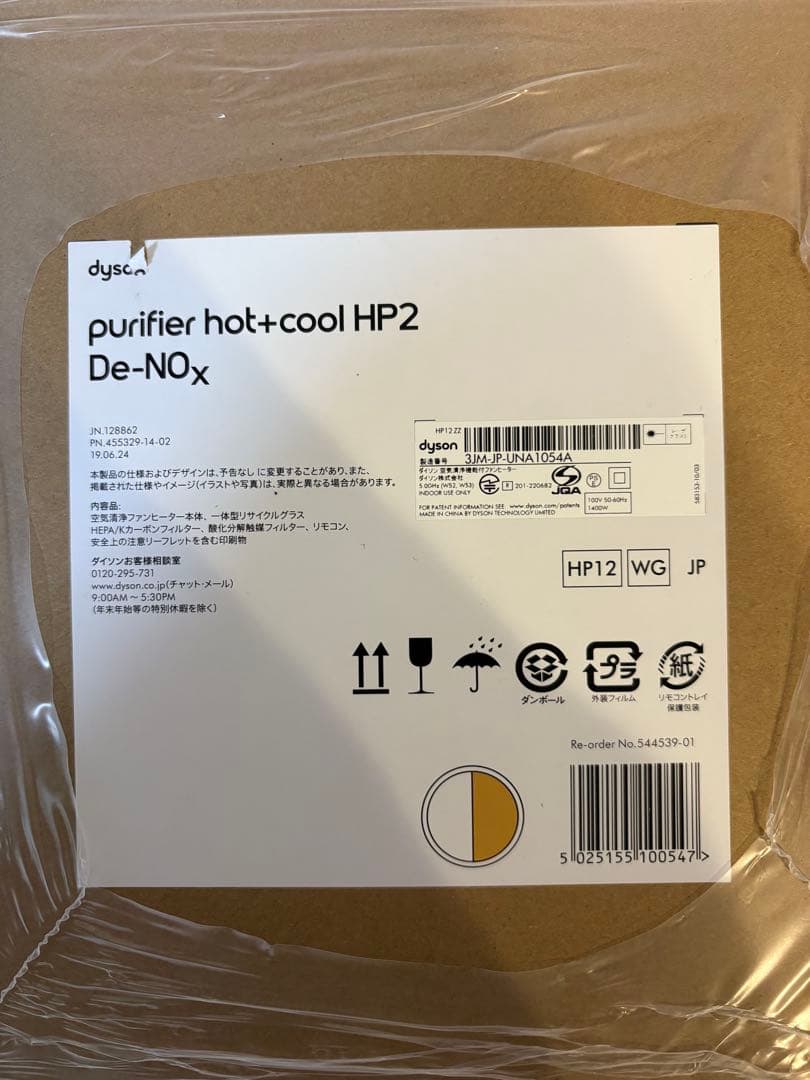 dyson
purifier hot+cool HP2
De-NOx
JN.128862
PN.455329-14-02
19.06.24
本製品の仕様およびデザインは、予告なしに変更することがあり、また、
掲載された仕様やイメージ(イラストや写真)は、実際と異なる場合があります。
内容品:
空気清浄ファンヒーター本体、一体型リサイクルグラス
HEPA/Kカーボンフィルター、酸化分解触媒フィルター、リモコン、
安全上の注意リーフレットを含む印刷物
ダイソンお客様相談室
0120-295-731
www.dyson.co.jp(チャット・メール)
9:00AM ~ 5:30PM
(年末年始等の特別休暇を除く)
HP12 ZZ
dyson
製造番号 3JM-JP-UNA1054A
ダイソン 空気清浄機能付ファンヒーター
ダイソン株式会社
5.0GHz (W52, W53)
INDOOR USE ONLY
R 201-220682
JQA
PS
E
100V 50-60Hz
1400W
FOR PATENT INFORMATION SEE: www.dyson.com/patents
MADE IN CHINA BY DYSON TECHNOLOGY LIMITED
583153-10/03
HP12 WG JP
ダンボール
プラ
外装フィルム
紙
リモコントレイ
保護包装
Re-order No.544539-01
5 025155 100547 >